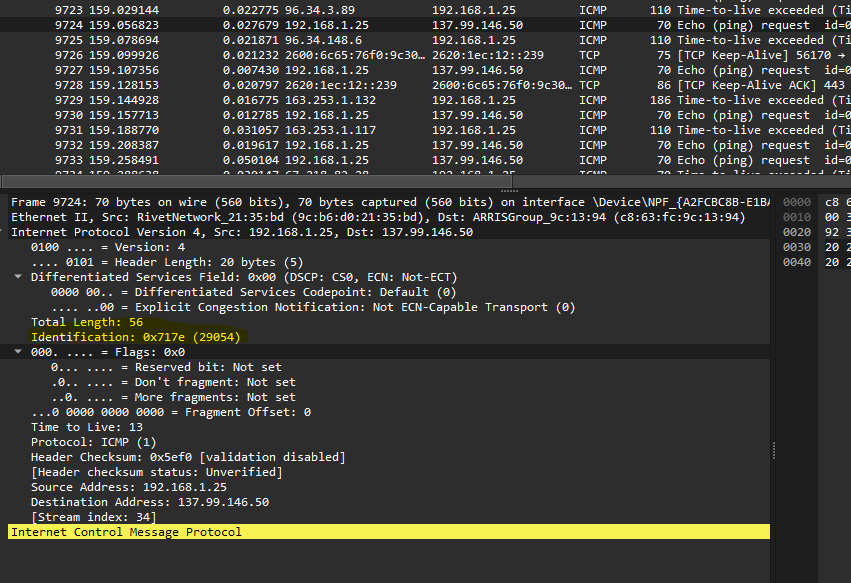 9723 159.029144 0.022775 96.34.3.89 192.168.1.25 ICMP 110 Time-to-live exceeded (Ti
9724 159.056823 0.027679 192.168.1.25 137.99.146.50 ICMP 70 Echo (ping) request id=0
9725 159.078694 0.021871 96.34.148.6 192.168.1.25 ICMP 110 Time-to-live exceeded (Ti
9726 159.099926 0.021232 2600:6c65:76f0:9c30… 2620:1ec:12::239 TCP 75 [TCP Keep-Alive] 56170 →
9727 159.107356 0.007430 192.168.1.25 137.99.146.50 ICMP 70 Echo (ping) request id=0
9728 159.128153 0.020797 2620:1ec:12::239 2600:6c65:76f0:9c30… TCP 86 [TCP Keep-Alive ACK] 443
9729 159.144928 0.016775 163.253.1.132 192.168.1.25 ICMP 186 Time-to-live exceeded (Ti
9730 159.157713 0.012785 192.168.1.25 137.99.146.50 ICMP 70 Echo (ping) request id=0
9731 159.188770 0.031057 163.253.1.117 192.168.1.25 ICMP 110 Time-to-live exceeded (Ti
9732 159.208387 0.019617 192.168.1.25 137.99.146.50 ICMP 70 Echo (ping) request id=0
9733 159.258491 0.050104 192.168.1.25 137.99.146.50 ICMP 70 Echo (ping) request id=0
Frame 9724: 70 bytes on wire (560 bits), 70 bytes captured (560 bits) on interface \Device\NPF_{A2FCBC8B-E1BA
Ethernet II, Src: RivetNetwork_21:35:bd (9c:b6:d0:21:35:bd), Dst: ARRISGroup_9c:13:94 (c8:63:fc:9c:13:94)
Internet Protocol Version 4, Src: 192.168.1.25, Dst: 137.99.146.50
0100 .... = Version: 4
.... 0101 = Header Length: 20 bytes (5)
Differentiated Services Field: 0x00 (DSCP: CS0, ECN: Not-ECT)
0000 00.. = Differentiated Services Codepoint: Default (0)
.... ..00 = Explicit Congestion Notification: Not ECN-Capable Transport (0)
Total Length: 56
Identification: 0x717e (29054)
000. .... = Flags: 0x0
0... .... = Reserved bit: Not set
.0.. .... = Don't fragment: Not set
..0. .... = More fragments: Not set
...0 0000 0000 0000 = Fragment Offset: 0
Time to Live: 13
Protocol: ICMP (1)
Header Checksum: 0x5ef0 [validation disabled]
[Header checksum status: Unverified]
Source Address: 192.168.1.25
Destination Address: 137.99.146.50
[Stream index: 34]
Internet Control Message Protocol
0000 c8 6
0010 00 3
0020 92 3
0030 20 2
0040 20 2